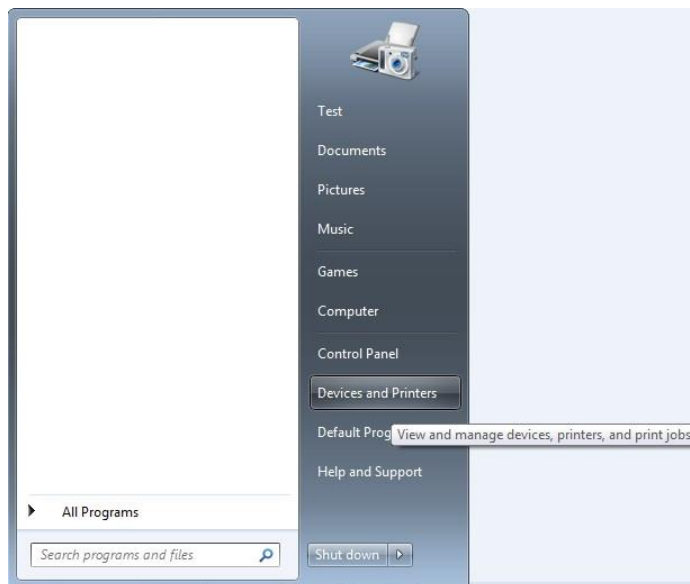 Test
Documents
Pictures
Music
Games
Computer
Control Panel
Devices and Printers
Default Prog
View and manage devices, printers, and print jobs
Help and Support
All Programs
Search programs and files
Shut down